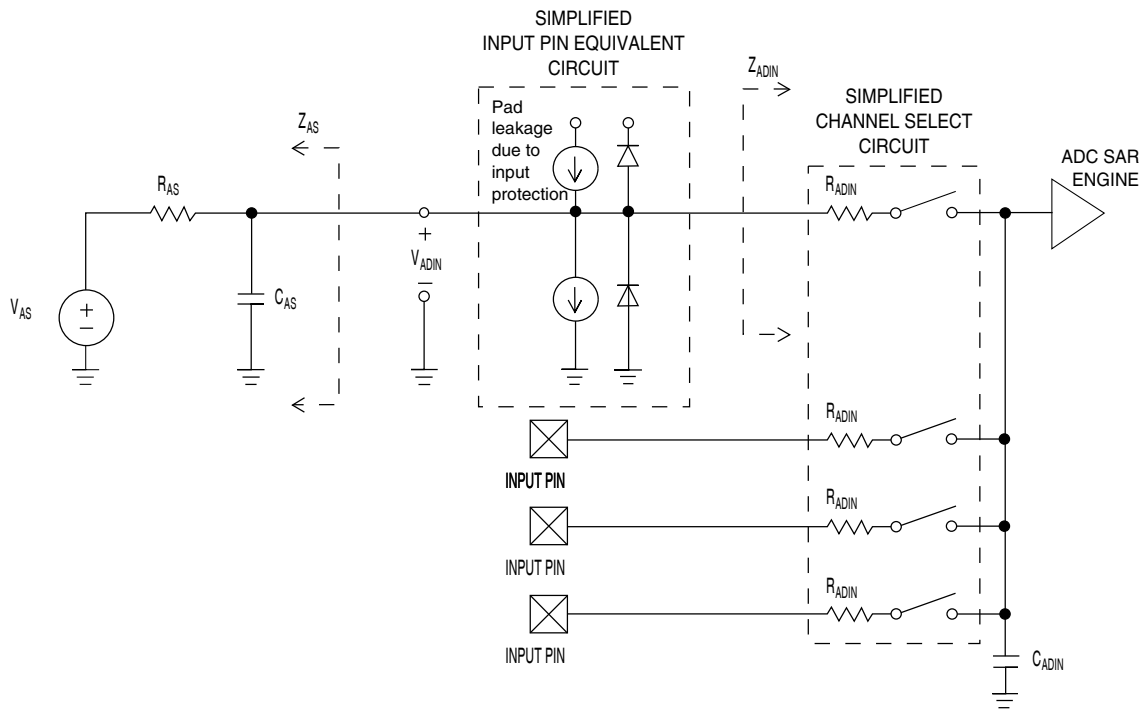 SIMPLIFIED
INPUT PIN EQUIVALENT
CIRCUIT
Pad
leakage
due to
input
protection
Z_ADIN
SIMPLIFIED
CHANNEL SELECT
CIRCUIT
ADC SAR
ENGINE
Z_AS
R_AS
R_ADIN
+
V_ADIN
–
C_AS
V_AS
+
–
R_ADIN
INPUT PIN
R_ADIN
INPUT PIN
R_ADIN
INPUT PIN
C_ADIN